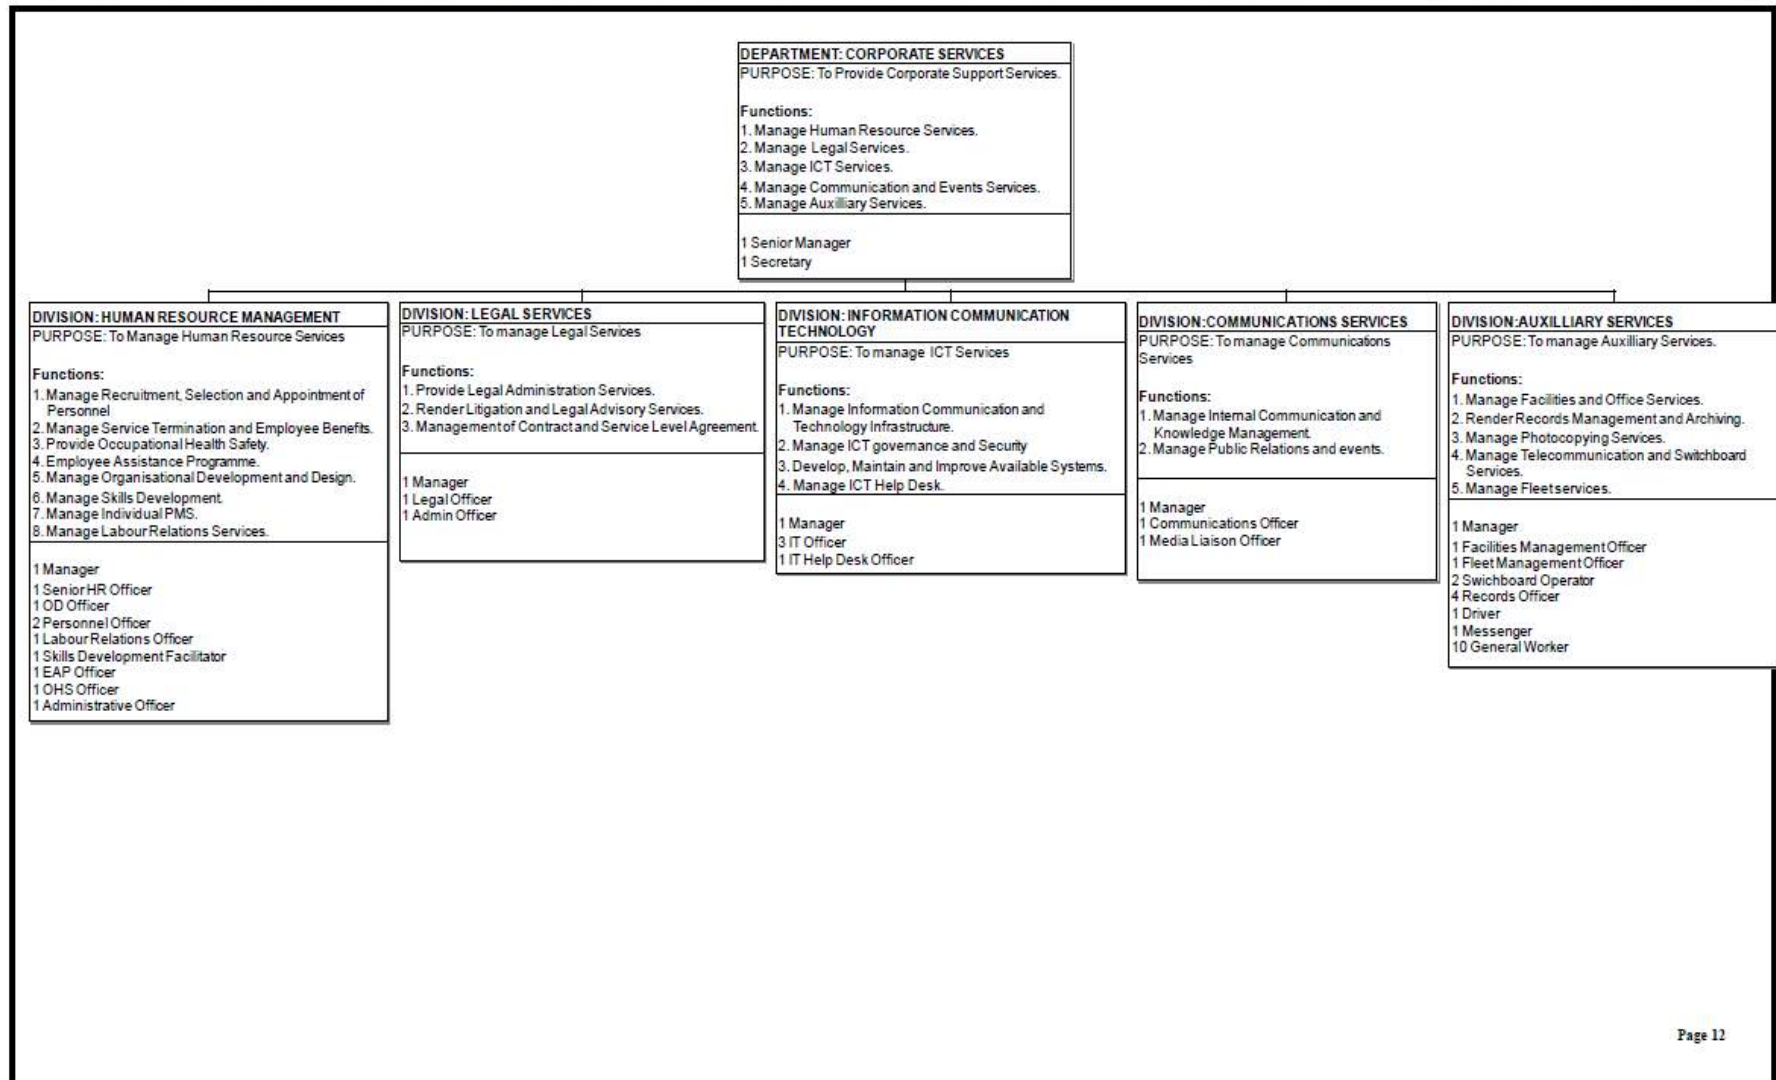 DEPARTMENT: CORPORATE SERVICES
PURPOSE: To Provide Corporate Support Services.
Functions:
1. Manage Human Resource Services.
2. Manage Legal Services.
3. Manage ICT Services.
4. Manage Communication and Events Services.
5. Manage Auxilliary Services.
1 Senior Manager
1 Secretary
DIVISION: HUMAN RESOURCE MANAGEMENT
PURPOSE: To Manage Human Resource Services
Functions:
1. Manage Recruitment, Selection and Appointment of
Personnel
2. Manage Service Termination and Employee Benefits.
3. Provide Occupational Health Safety.
4. Employee Assistance Programme.
5. Manage Organisational Development and Design.
6. Manage Skills Development.
7. Manage Individual PMS.
8. Manage Labour Relations Services.
1 Manager
1 Senior HR Officer
1 OD Officer
2 Personnel Officer
1 Labour Relations Officer
1 Skills Development Facilitator
1 EAP Officer
1 OHS Officer
1 Administrative Officer
DIVISION: LEGAL SERVICES
PURPOSE: To manage Legal Services
Functions:
1. Provide Legal Administration Services.
2. Render Litigation and Legal Advisory Services.
3. Management of Contract and Service Level Agreement.
1 Manager
1 Legal Officer
1 Admin Officer
DIVISION: INFORMATION COMMUNICATION
TECHNOLOGY
PURPOSE: To manage ICT Services
Functions:
1. Manage Information Communication and
Technology Infrastructure.
2. Manage ICT governance and Security
3. Develop, Maintain and Improve Available Systems.
4. Manage ICT Help Desk.
1 Manager
3 IT Officer
1 IT Help Desk Officer
DIVISION:COMMUNICATIONS SERVICES
PURPOSE: To manage Communications
Services
Functions:
1. Manage Internal Communication and
Knowledge Management.
2. Manage Public Relations and events.
1 Manager
1 Communications Officer
1 Media Liaison Officer
DIVISION:AUXILLIARY SERVICES
PURPOSE: To manage Auxilliary Services.
Functions:
1. Manage Facilities and Office Services.
2. Render Records Management and Archiving.
3. Manage Photocopying Services.
4. Manage Telecommunication and Switchboard
Services.
5. Manage Fleet services.
1 Manager
1 Facilities Management Officer
1 Fleet Management Officer
2 Swichboard Operator
4 Records Officer
1 Driver
1 Messenger
10 General Worker
Page 12